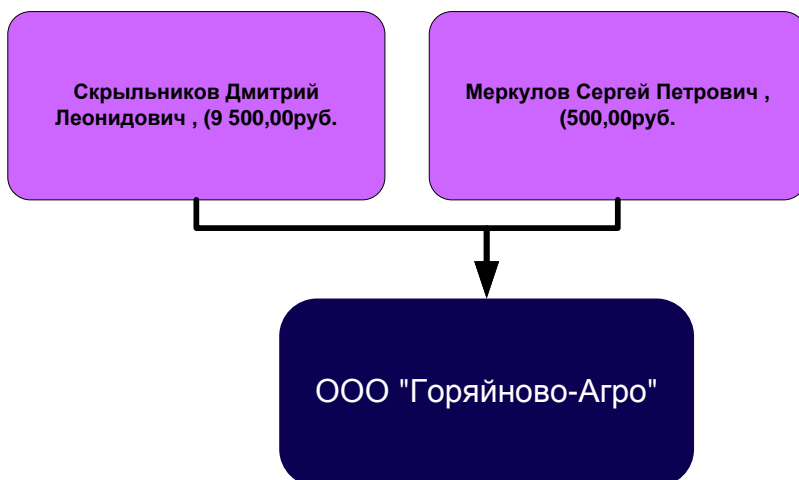 Скрыльников Дмитрий
Леонидович , (9 500,00руб.
Меркулов Сергей Петрович ,
(500,00руб.
ООО "Горяйново-Агро"